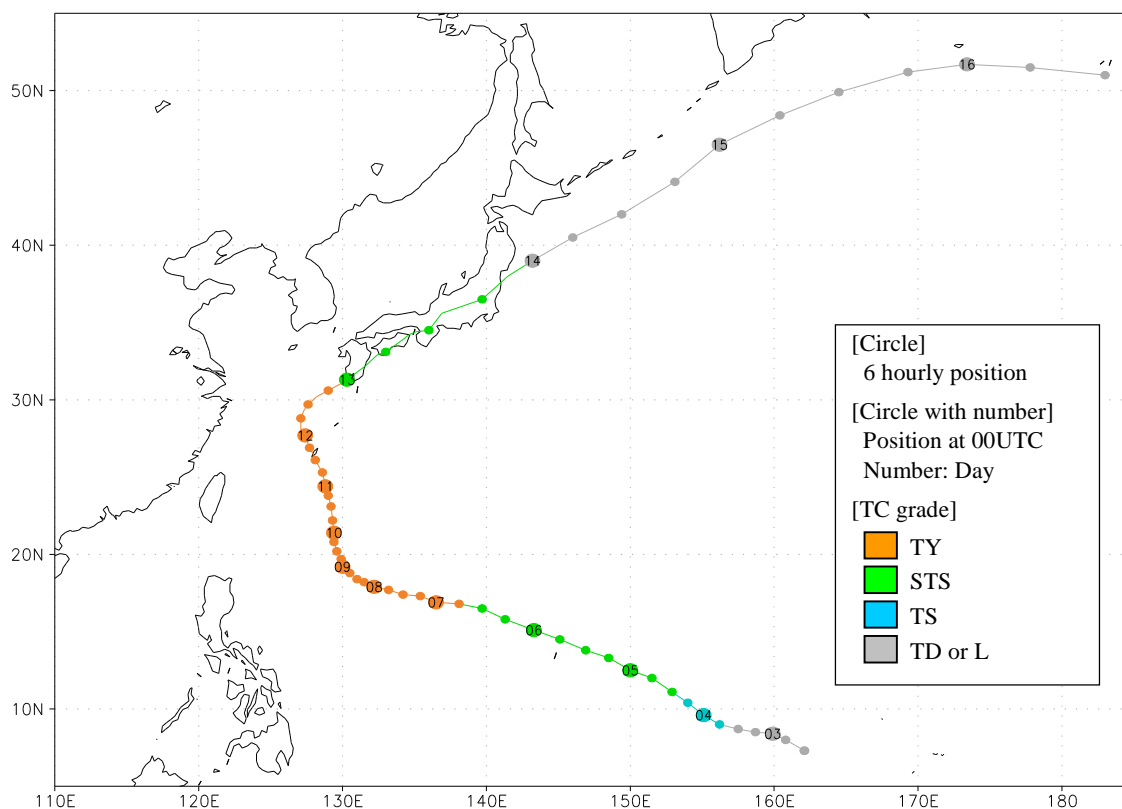 50N
40N
30N
20N
10N
110E
120E
130E
140E
150E
160E
170E
180
16
15
14
13
12
11
10
09
08
07
06
05
04
03
[Circle]
6 hourly position
[Circle with number]
Position at 00UTC
Number: Day
[TC grade]
TY
STS
TS
TD or L